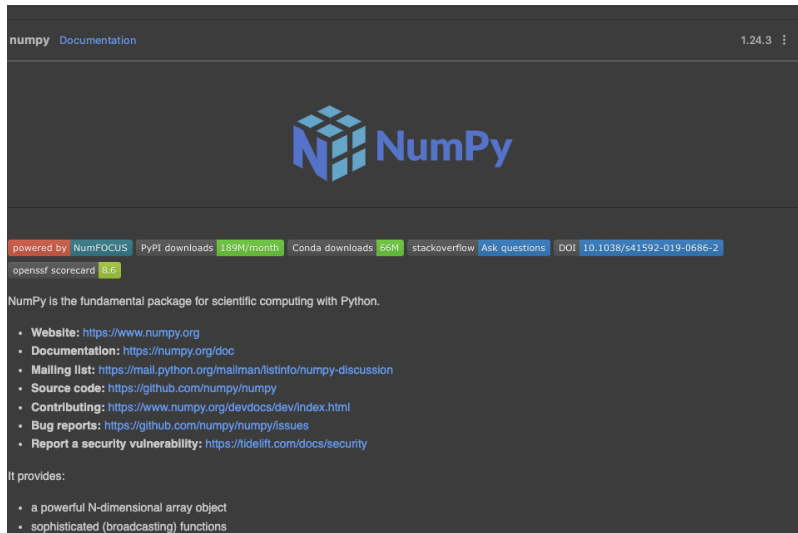 numpy Documentation 1.24.3
NumPy
powered by NumFOCUS PyPI downloads 189M/month Conda downloads 66M stackoverflow Ask questions DOI 10.1038/s41592-019-0686-2
openssf scorecard 8.6
NumPy is the fundamental package for scientific computing with Python.
• Website: https://www.numpy.org
• Documentation: https://numpy.org/doc
• Mailing list: https://mail.python.org/mailman/listinfo/numpy-discussion
• Source code: https://github.com/numpy/numpy
• Contributing: https://www.numpy.org/devdocs/dev/index.html
• Bug reports: https://github.com/numpy/numpy/issues
• Report a security vulnerability: https://tidelift.com/docs/security
It provides:
• a powerful N-dimensional array object
• sophisticated (broadcasting) functions